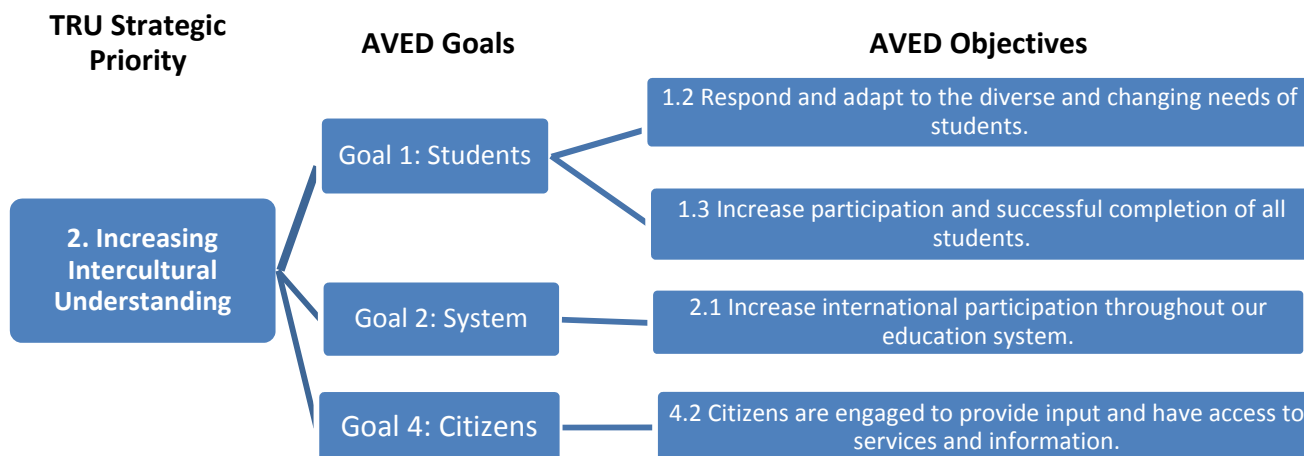 TRU Strategic
Priority
AVED Goals
AVED Objectives
2. Increasing
Intercultural
Understanding
Goal 1: Students
1.2 Respond and adapt to the diverse and changing needs of
students.
1.3 Increase participation and successful completion of all
students.
Goal 2: System
2.1 Increase international participation throughout our
education system.
Goal 4: Citizens
4.2 Citizens are engaged to provide input and have access to
services and information.